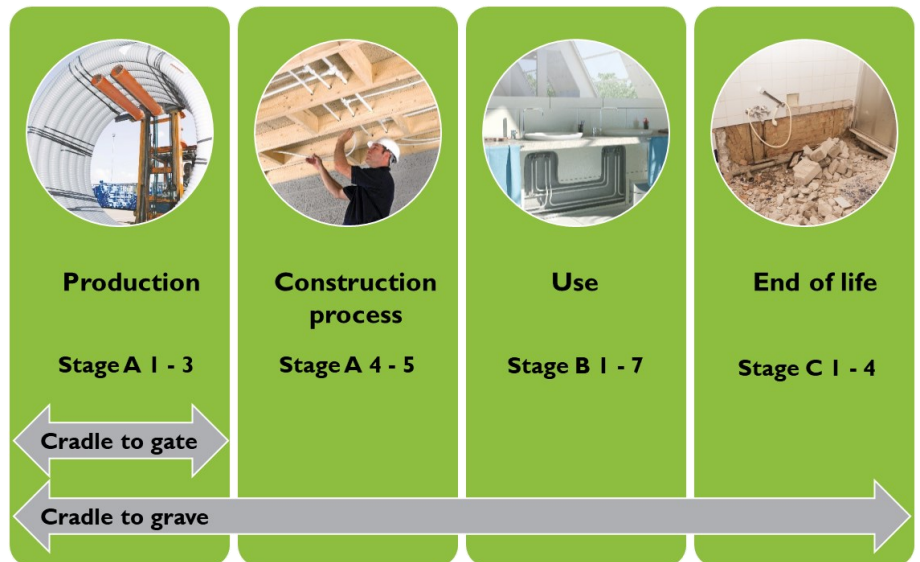 Production
Stage A 1 - 3
Construction
process
Stage A 4 - 5
Use
Stage B 1 - 7
End of life
Stage C 1 - 4
Cradle to gate
Cradle to grave